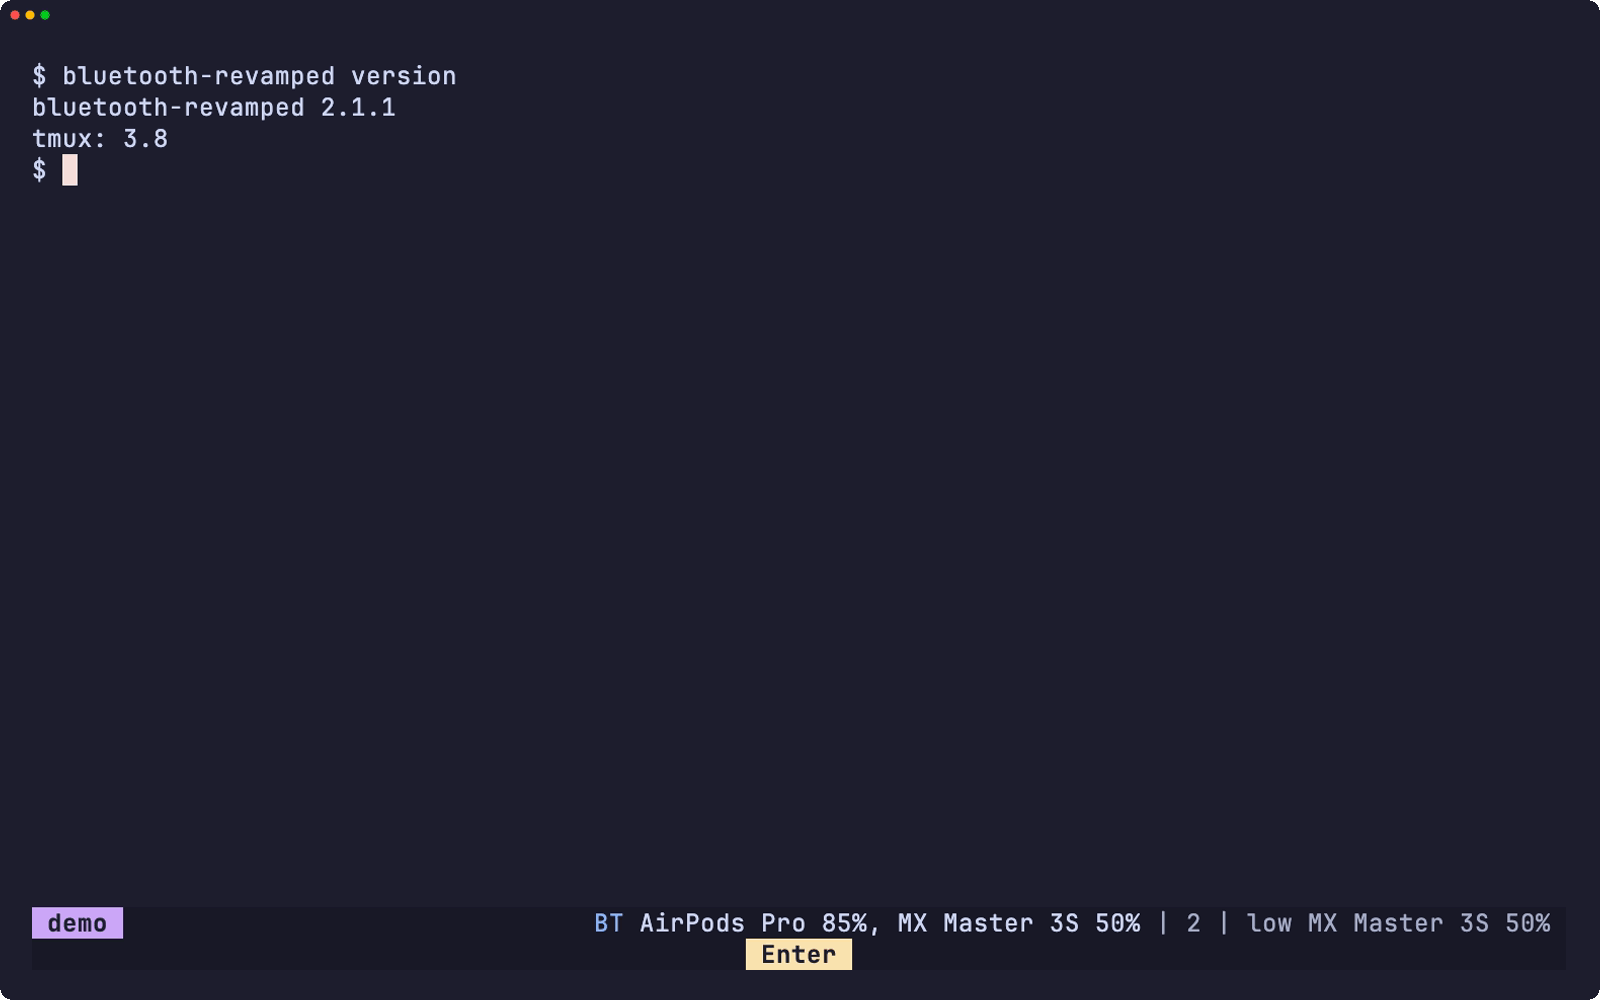 $ bluetooth-revamped version
bluetooth-revamped 2.1.1
tmux: 3.8
$
demo BT AirPods Pro 85%, MX Master 3S 50% | 2 | low MX Master 3S 50%
Enter